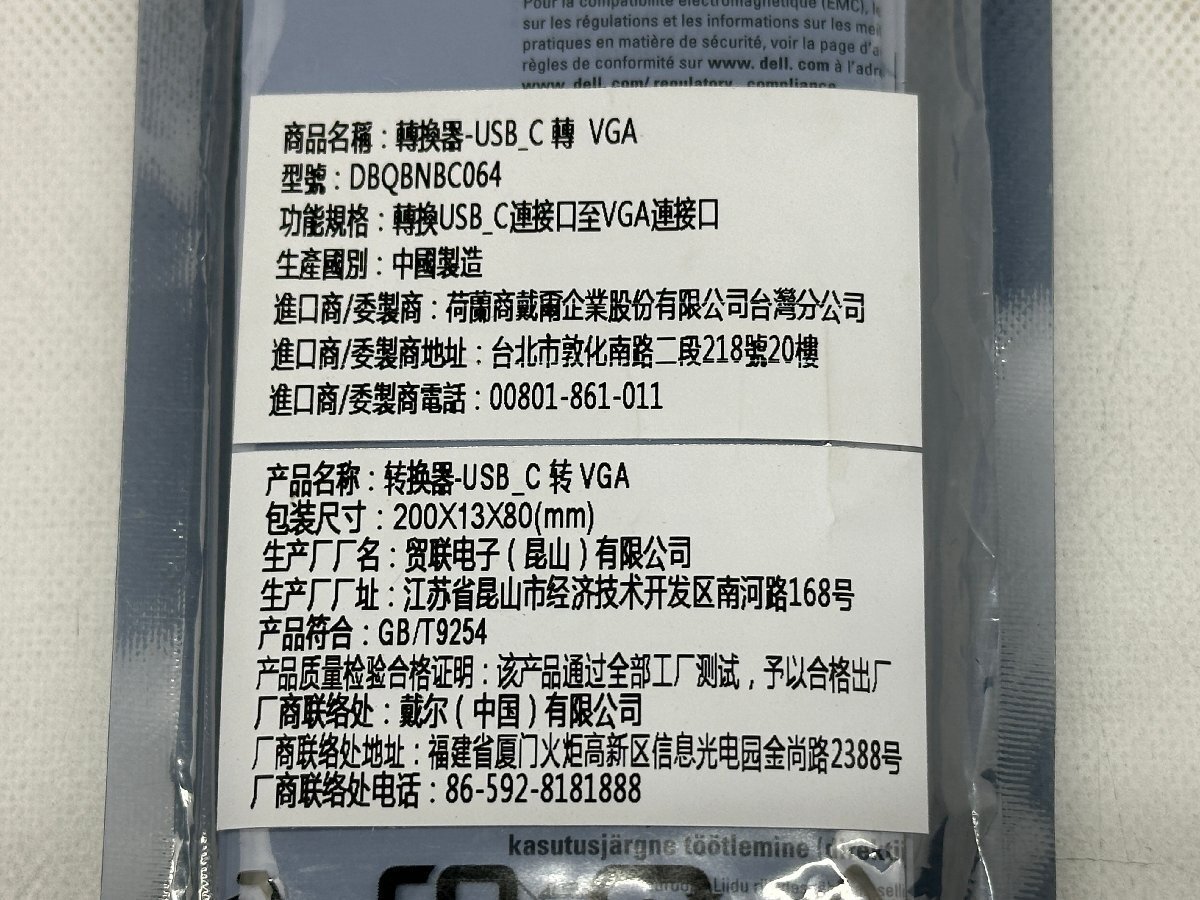 Pour la compatibilité électromagnétique (EMC), le
sur les régulations et les informations sur les mei
pratiques en matière de sécurité, voir la page d'a
règles de conformité sur www. dell. com à l'adre
www. dell. com/ regulatory_ compliance
商品名稱：轉換器-USB_C 轉 VGA
型號：DBQBNBC064
功能規格：轉換USB_C連接口至VGA連接口
生產國別：中國製造
進口商/委製商：荷蘭商戴爾企業股份有限公司台灣分公司
進口商/委製商地址：台北市敦化南路二段218號20樓
進口商/委製商電話：00801-861-011
产品名称：转换器-USB_C 转 VGA
包装尺寸：200X13X80(mm)
生产厂厂名：贸联电子（昆山）有限公司
生产厂厂址：江苏省昆山市经济技术开发区南河路168号
产品符合：GB/T9254
产品质量检验合格证明：该产品通过全部工厂测试，予以合格出厂
厂商联络处：戴尔（中国）有限公司
厂商联络处地址：福建省厦门火炬高新区信息光电园金尚路2388号
厂商联络处电话：86-592-8181888
kasutusjärgne töötlemine (direkti
Liidu